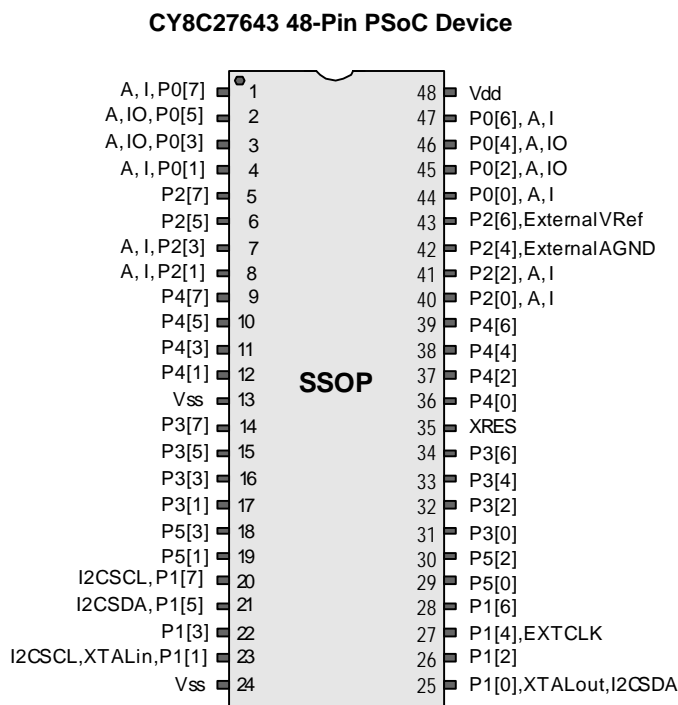 CY8C27643 48-Pin PSoC Device
A, I, P0[7] 1 48 Vdd
A, IO, P0[5] 2 47 P0[6], A, I
A, IO, P0[3] 3 46 P0[4], A, IO
A, I, P0[1] 4 45 P0[2], A, IO
P2[7] 5 44 P0[0], A, I
P2[5] 6 43 P2[6], External VRef
A, I, P2[3] 7 42 P2[4], External AGND
A, I, P2[1] 8 41 P2[2], A, I
P4[7] 9 40 P2[0], A, I
P4[5] 10 39 P4[6]
P4[3] 11 38 P4[4]
P4[1] 12 SSOP 37 P4[2]
Vss 13 36 P4[0]
P3[7] 14 35 XRES
P3[5] 15 34 P3[6]
P3[3] 16 33 P3[4]
P3[1] 17 32 P3[2]
P5[3] 18 31 P3[0]
P5[1] 19 30 P5[2]
I2C SCL, P1[7] 20 29 P5[0]
I2C SDA, P1[5] 21 28 P1[6]
P1[3] 22 27 P1[4], EXTCLK
I2C SCL, XTALin, P1[1] 23 26 P1[2]
Vss 24 25 P1[0], XTALout, I2C SDA